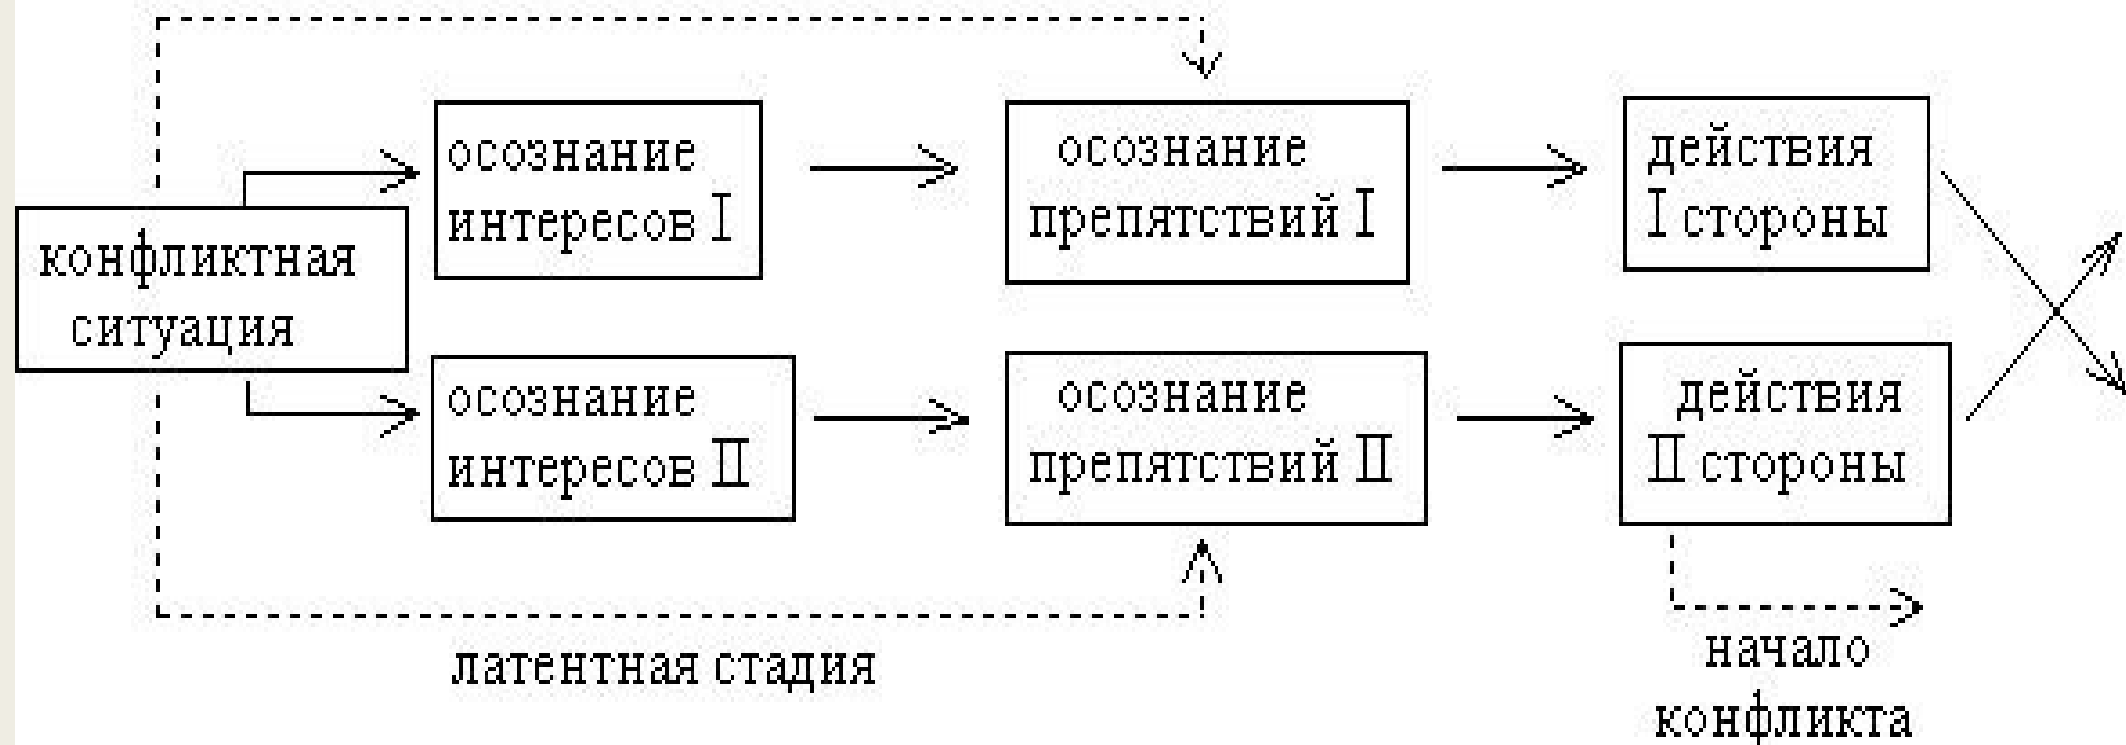 конфликтная
ситуация
осознание
интересов I
осознание
препятствий I
действия
I стороны
осознание
интересов II
осознание
препятствий II
действия
II стороны
латентная стадия
начало
конфликта